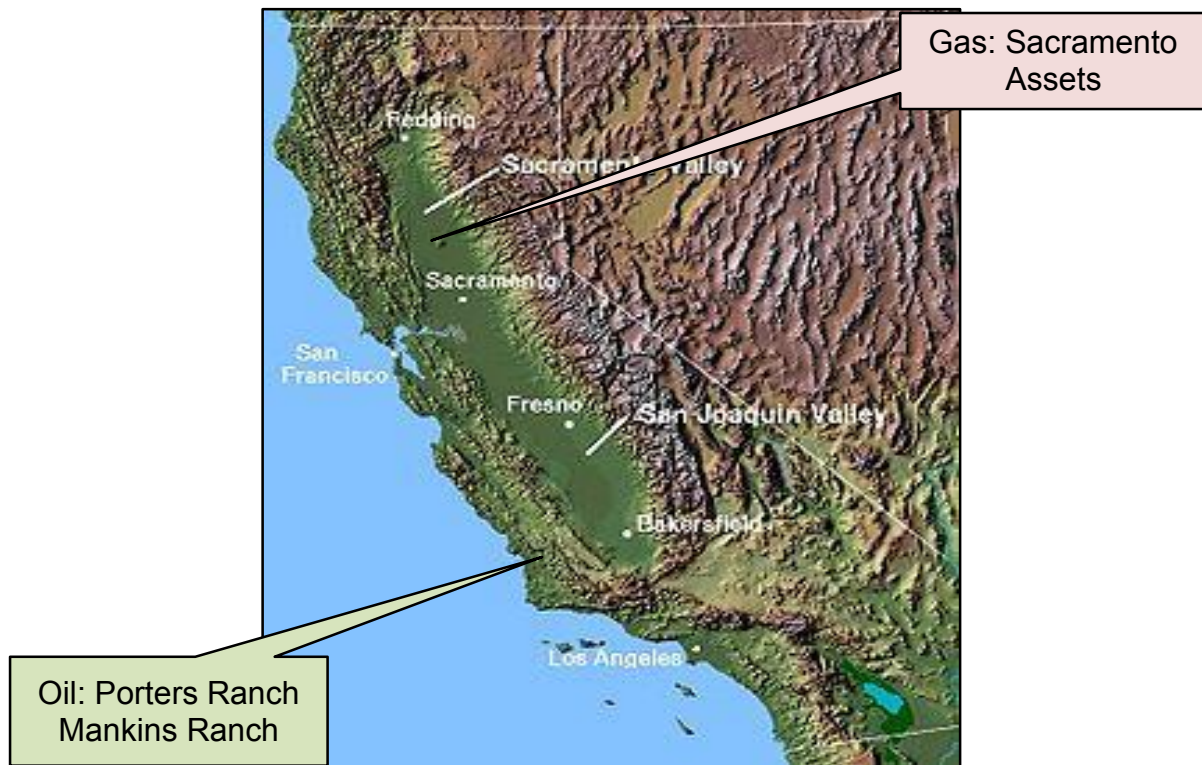 Gas: Sacramento
Assets
Redding
Sacramento Valley
Sacramento
San
Francisco
Fresno
San Joaquin Valley
Bakersfield
Los Angeles
Oil: Porters Ranch
Mankins Ranch